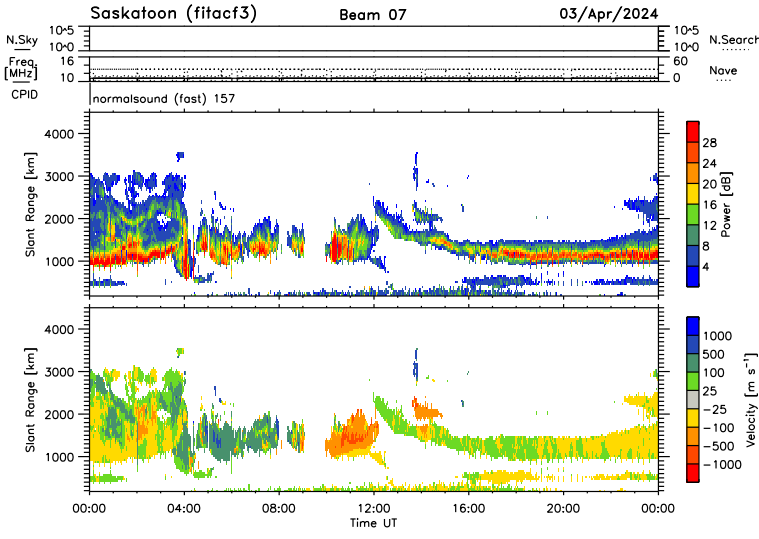 Saskatoon (fitacf3) Beam 07 03/Apr/2024
N.Sky 10^5 10^0 10^5 10^0 N.Search
Freq. [MHz] 16 10 60 0 Nave
CPID normalsound (fast) 157
Slant Range [km]
4000
3000
2000
1000
28
24
20
16
12
8
4
Power [dB]
Slant Range [km]
4000
3000
2000
1000
1000
500
100
25
−25
−100
−500
−1000
Velocity [m s⁻¹]
00:00 04:00 08:00 12:00 16:00 20:00 00:00
Time UT